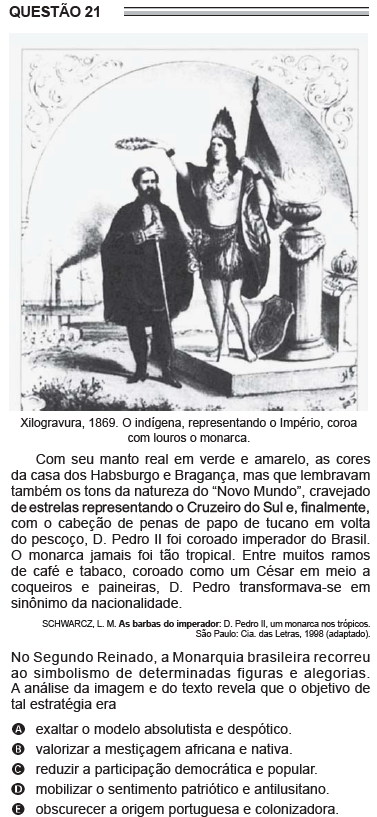 QUESTÃO 21
Xilogravura, 1869. O indígena, representando o Império, coroa
com louros o monarca.
Com seu manto real em verde e amarelo, as cores
da casa dos Habsburgo e Bragança, mas que lembravam
também os tons da natureza do “Novo Mundo”, cravejado
de estrelas representando o Cruzeiro do Sul e, finalmente,
com o cabeção de penas de papo de tucano em volta
do pescoço, D. Pedro II foi coroado imperador do Brasil.
O monarca jamais foi tão tropical. Entre muitos ramos
de café e tabaco, coroado como um César em meio a
coqueiros e paineiras, D. Pedro transformava-se em
sinônimo da nacionalidade.
SCHWARCZ, L. M. As barbas do imperador: D. Pedro II, um monarca nos trópicos.
São Paulo: Cia. das Letras, 1998 (adaptado).
No Segundo Reinado, a Monarquia brasileira recorreu
ao simbolismo de determinadas figuras e alegorias.
A análise da imagem e do texto revela que o objetivo de
tal estratégia era
A exaltar o modelo absolutista e despótico.
B valorizar a mestiçagem africana e nativa.
C reduzir a participação democrática e popular.
D mobilizar o sentimento patriótico e antilusitano.
E obscurecer a origem portuguesa e colonizadora.